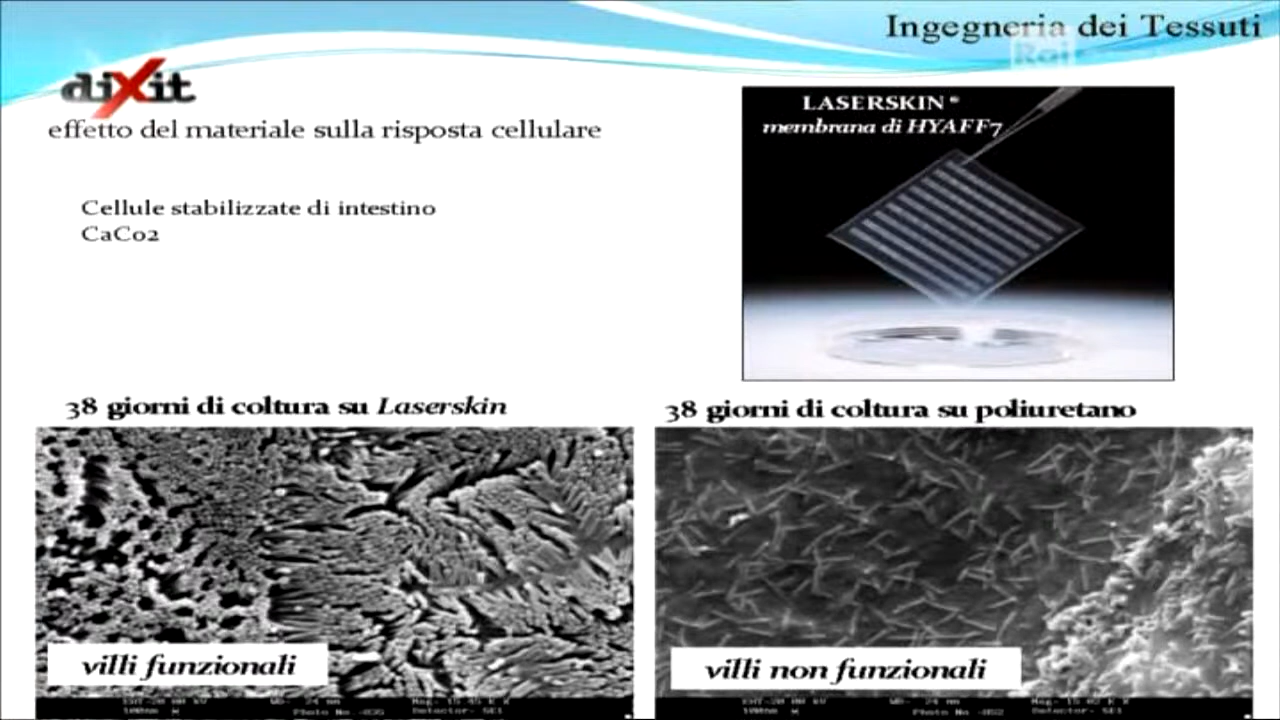 Ingegneria dei Tessuti
Rai
dixit
effetto del materiale sulla risposta cellulare
LASERSKIN®
membrana di HYAFF7
Cellule stabilizzate di intestino
CaCo2
38 giorni di coltura su Laserskin
38 giorni di coltura su poliuretano
villi funzionali
villi non funzionali